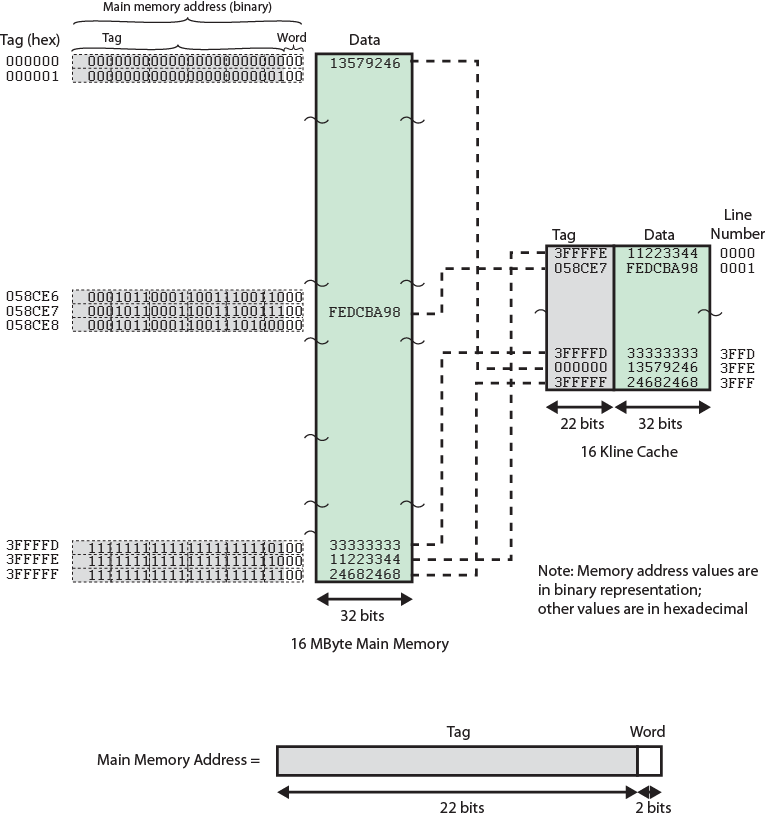 Main memory address (binary)
Tag (hex) Tag Word Data
000000 000000000000000000000000 13579246
000001 000000000000000000000100
Line
Number
Tag Data
3FFFFE 11223344 0000
058CE7 FEDCBA98 0001
058CE6 000101100011001110011000
058CE7 000101100011001110011100 FEDCBA98
058CE8 000101100011001110100000
3FFFFD 33333333 3FFD
000000 13579246 3FFE
3FFFFF 24682468 3FFF
22 bits 32 bits
16 Kline Cache
3FFFFD 111111111111111111110100 33333333
3FFFFE 111111111111111111111000 11223344
3FFFFF 111111111111111111111100 24682468
Note: Memory address values are
in binary representation;
other values are in hexadecimal
32 bits
16 MByte Main Memory
Tag Word
Main Memory Address =
22 bits 2 bits